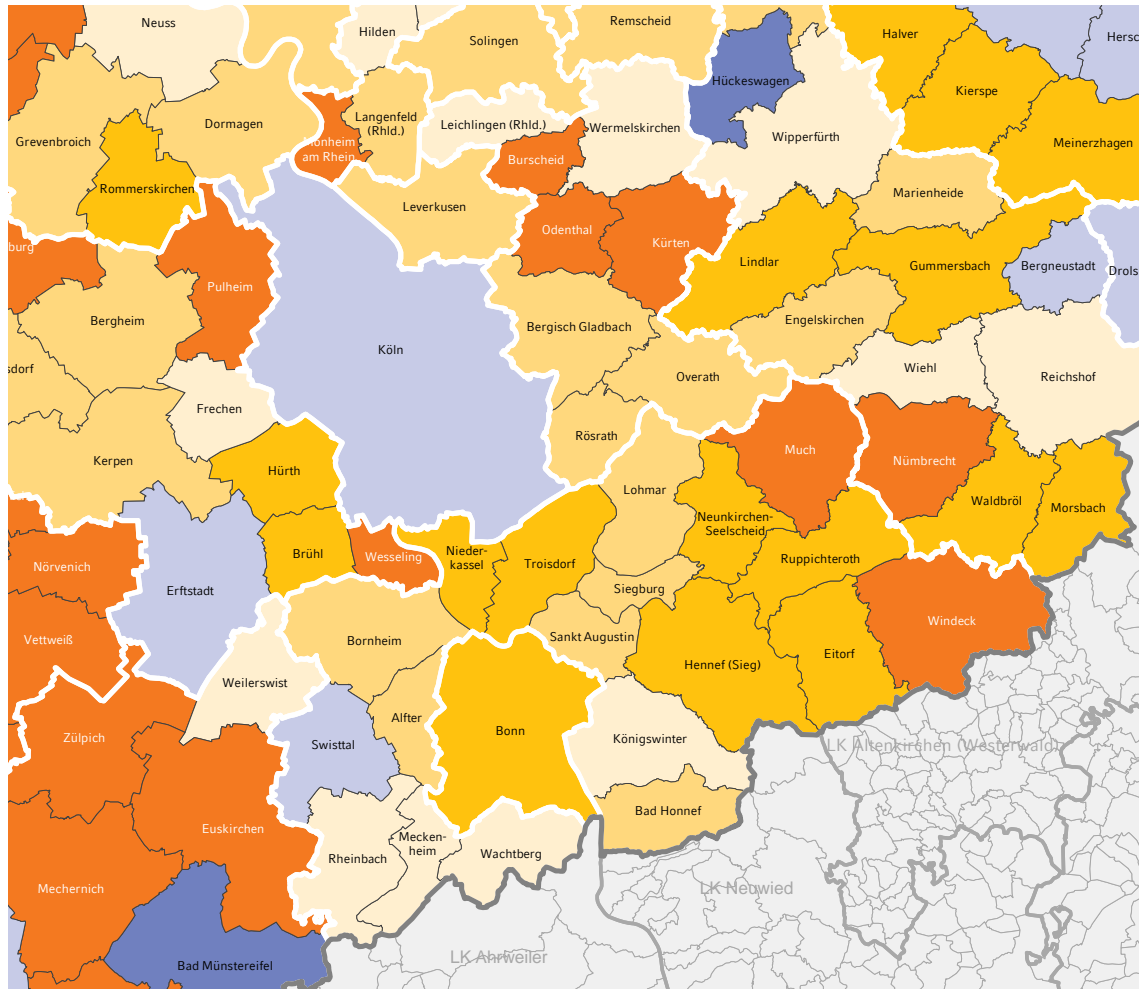 Neuss
Hilden
Solingen
Remscheid
Halver
Hersc
Hückeswagen
Kierspe
Grevenbroich
Dormagen
Langenfeld
(Rhld.)
Leichlingen (Rhld.)
Wermelskirchen
Wipperfürth
Meinerzhagen
Monheim
am Rhein
Burscheid
Rommerskirchen
Marienheide
Leverkusen
Odenthal
Kürten
burg
Lindlar
Gummersbach
Bergneustadt
Drols
Pulheim
Bergheim
Bergisch Gladbach
Engelskirchen
Köln
sdorf
Overath
Wiehl
Reichshof
Frechen
Rösrath
Much
Kerpen
Hürth
Nümbrecht
Lohmar
Waldbröl
Morsbach
Neunkirchen-
Seelscheid
Brühl
Wesseling
Nieder-
kassel
Troisdorf
Ruppichteroth
Nörvenich
Erftstadt
Siegburg
Windeck
Vettweiß
Bornheim
Sankt Augustin
Hennef (Sieg)
Eitorf
Weilerswist
Alfter
Zülpich
Swisttal
Bonn
Königswinter
LK Altenkirchen (Westerwald)
Bad Honnef
Euskirchen
Rheinbach
Mecken-
heim
Wachtberg
Mechernich
LK Neuwied
LK Ahrweiler
Bad Münstereifel